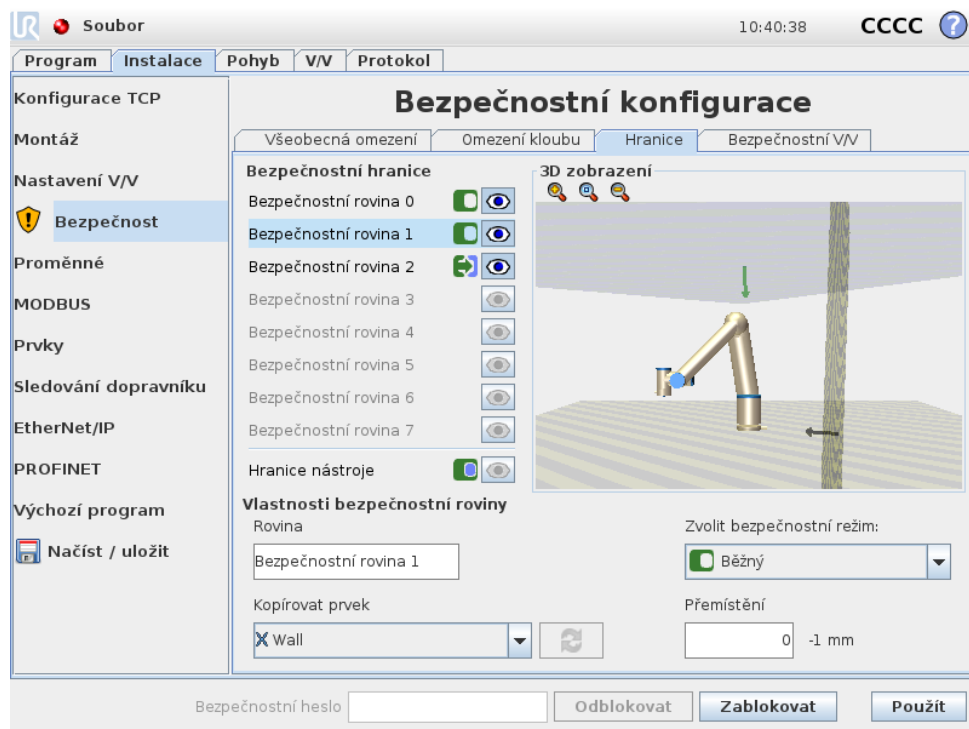 UR Soubor 10:40:38 CCCC ?
Program Instalace Pohyb V/V Protokol
Konfigurace TCP
Montáž
Nastavení V/V
Bezpečnost
Proměnné
MODBUS
Prvky
Sledování dopravníku
EtherNet/IP
PROFINET
Výchozí program
Načíst / uložit
Bezpečnostní konfigurace
Všeobecná omezení Omezení kloubu Hranice Bezpečnostní V/V
Bezpečnostní hranice
Bezpečnostní rovina 0
Bezpečnostní rovina 1
Bezpečnostní rovina 2
Bezpečnostní rovina 3
Bezpečnostní rovina 4
Bezpečnostní rovina 5
Bezpečnostní rovina 6
Bezpečnostní rovina 7
Hranice nástroje
3D zobrazení
Vlastnosti bezpečnostní roviny
Rovina
Bezpečnostní rovina 1
Kopírovat prvek
Wall
Zvolit bezpečnostní režim:
Běžný
Přemístění
0 -1 mm
Bezpečnostní heslo Odblokovat Zablokovat Použít